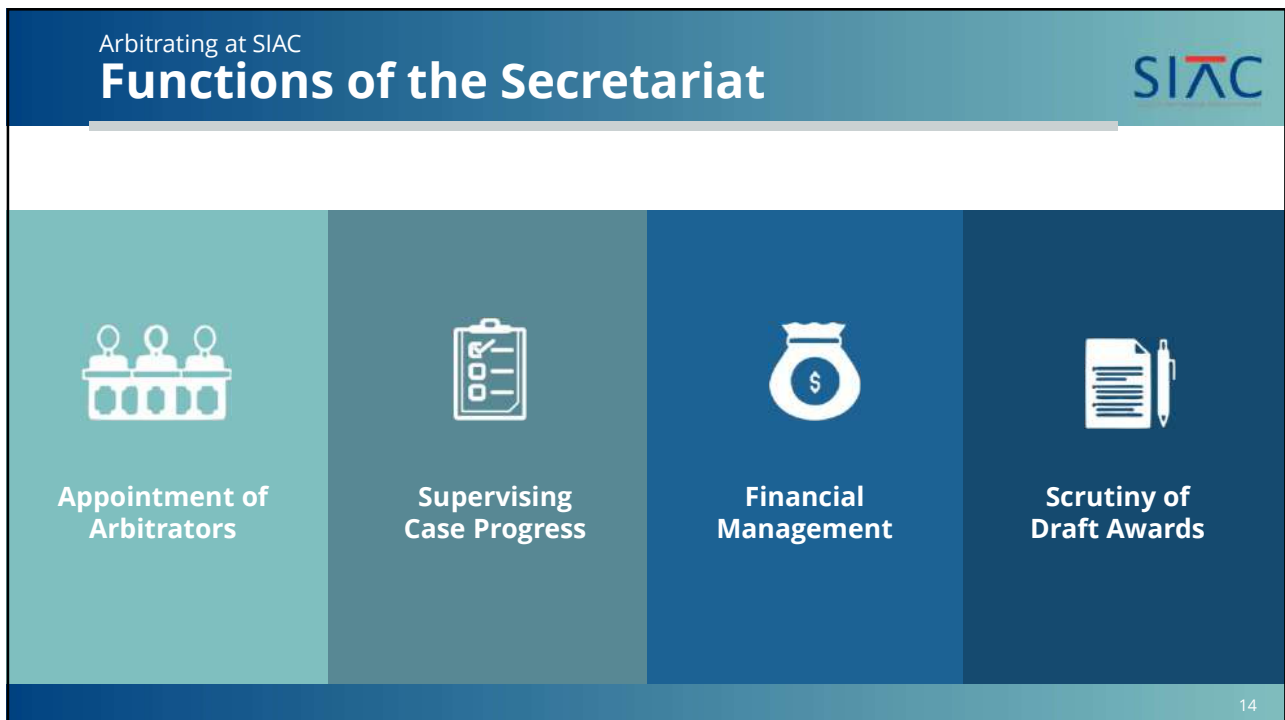 Arbitrating at SIAC
Functions of the Secretariat
SIAC
Appointment of
Arbitrators
Supervising
Case Progress
$
Financial
Management
Scrutiny of
Draft Awards
14